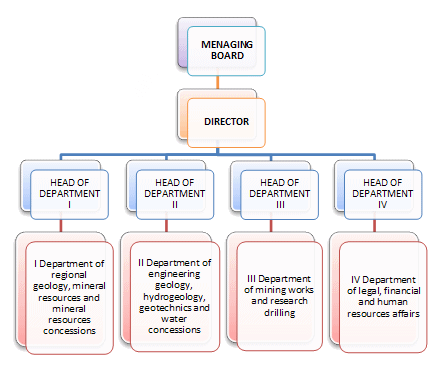 MENAGING
BOARD
DIRECTOR
HEAD OF
DEPARTMENT
I
HEAD OF
DEPARTMENT
II
HEAD OF
DEPARTMENT
III
HEAD OF
DEPARTMENT
IV
I Department of
regional
geology, mineral
resources and
mineral
resources
concessions
II Department of
engineering
geology,
hydrogeology,
geotechnics and
water
concessions
III Department
of mining works
and research
drilling
IV Department
of legal, financial
and human
resources affairs